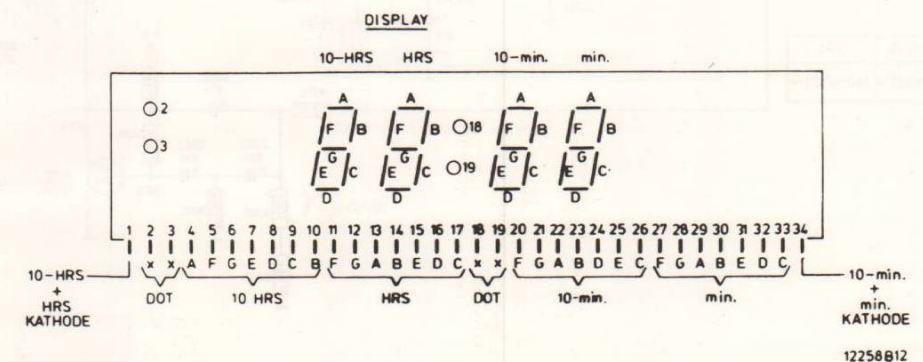 DISPLAY
10-HRS HRS 10-min. min.
A A A A
2
F B F B 18 F B F B
3
G G G G
E C E C 19 E C E C
D D D D
1 2 3 4 5 6 7 8 9 10 11 12 13 14 15 16 17 18 19 20 21 22 23 24 25 26 27 28 29 30 31 32 33 34
x x A F G E D C B F G A B E D C x x F G A B D E C F G A B E D C
10-HRS + HRS KATHODE
DOT 10 HRS HRS DOT 10-min. min.
10-min. + min. KATHODE
12258B12